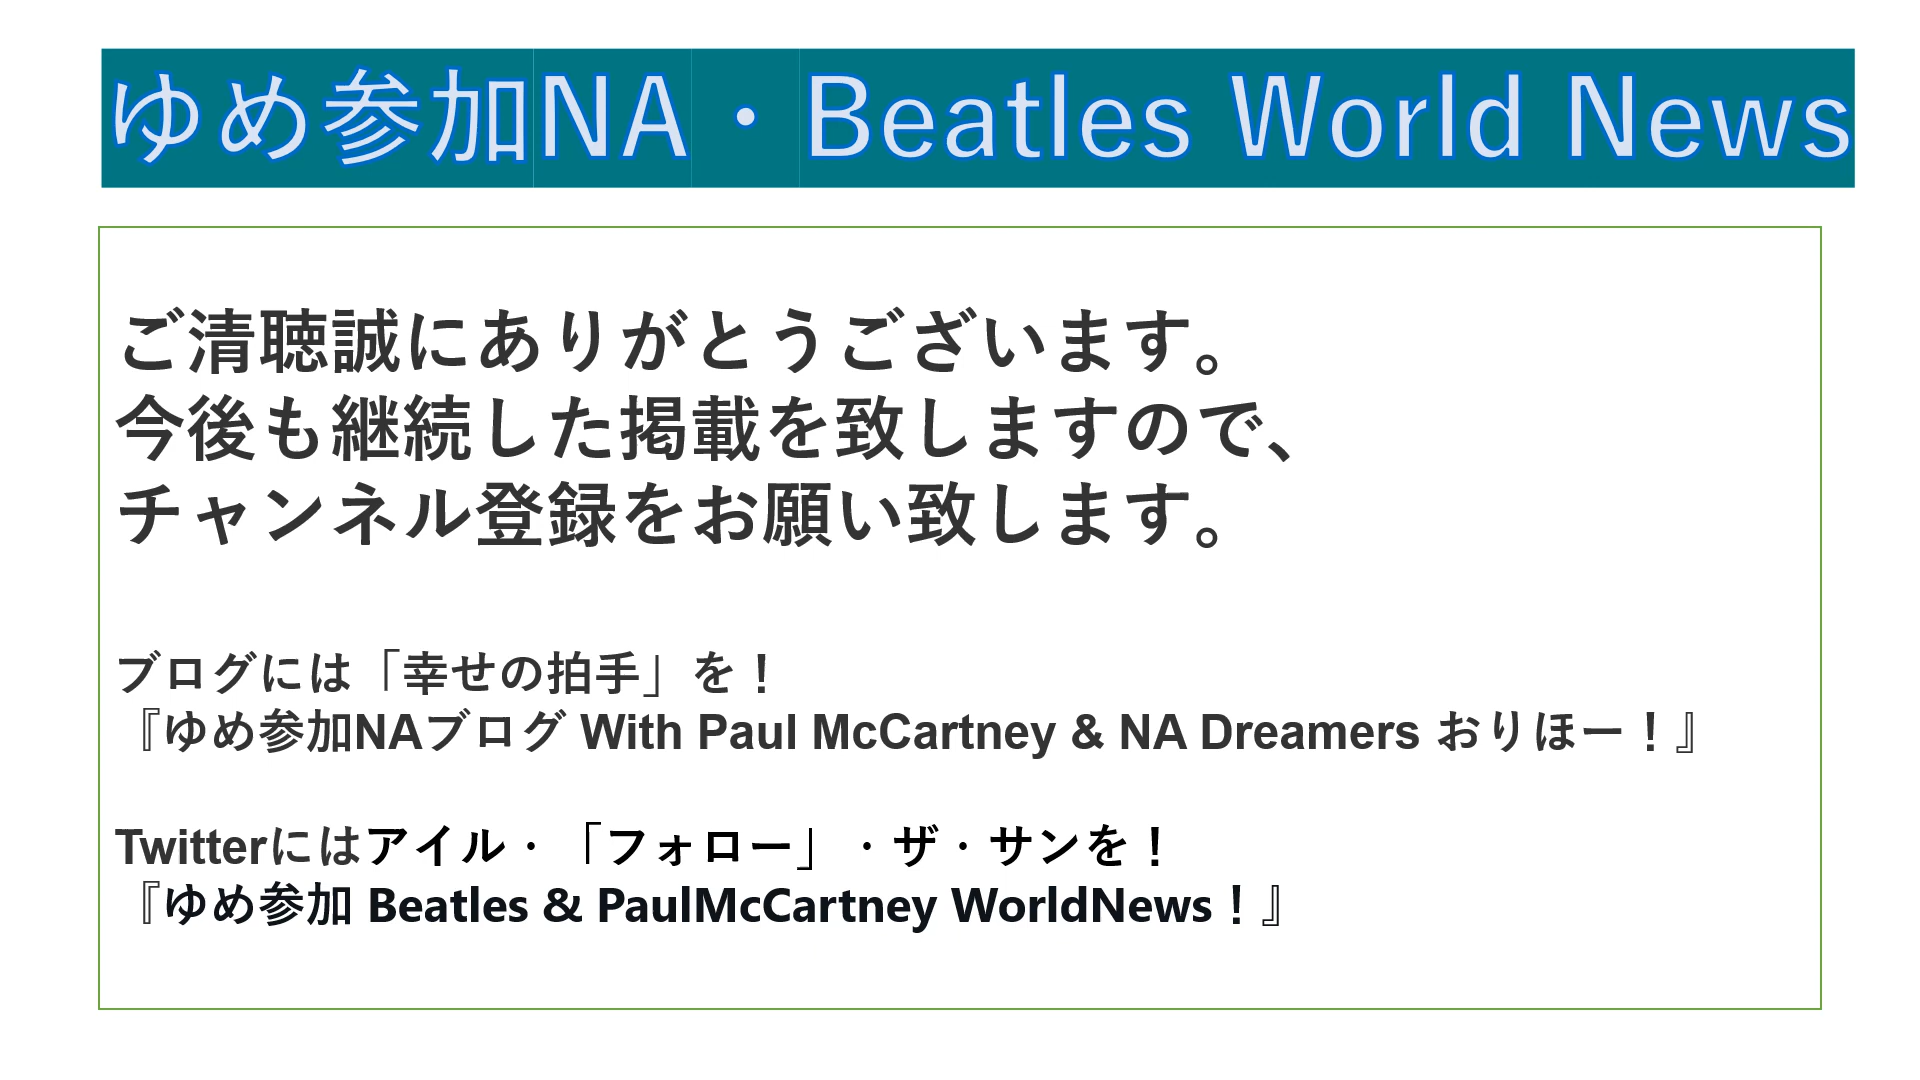 ゆめ参加NA・Beatles World News
ご清聴誠にありがとうございます。
今後も継続した掲載を致しますので、
チャンネル登録をお願い致します。
ブログには「幸せの拍手」を！
『ゆめ参加NAブログ With Paul McCartney & NA Dreamers おりほー！』
Twitterにはアイル・「フォロー」・ザ・サンを！
『ゆめ参加 Beatles & PaulMcCartney WorldNews！』